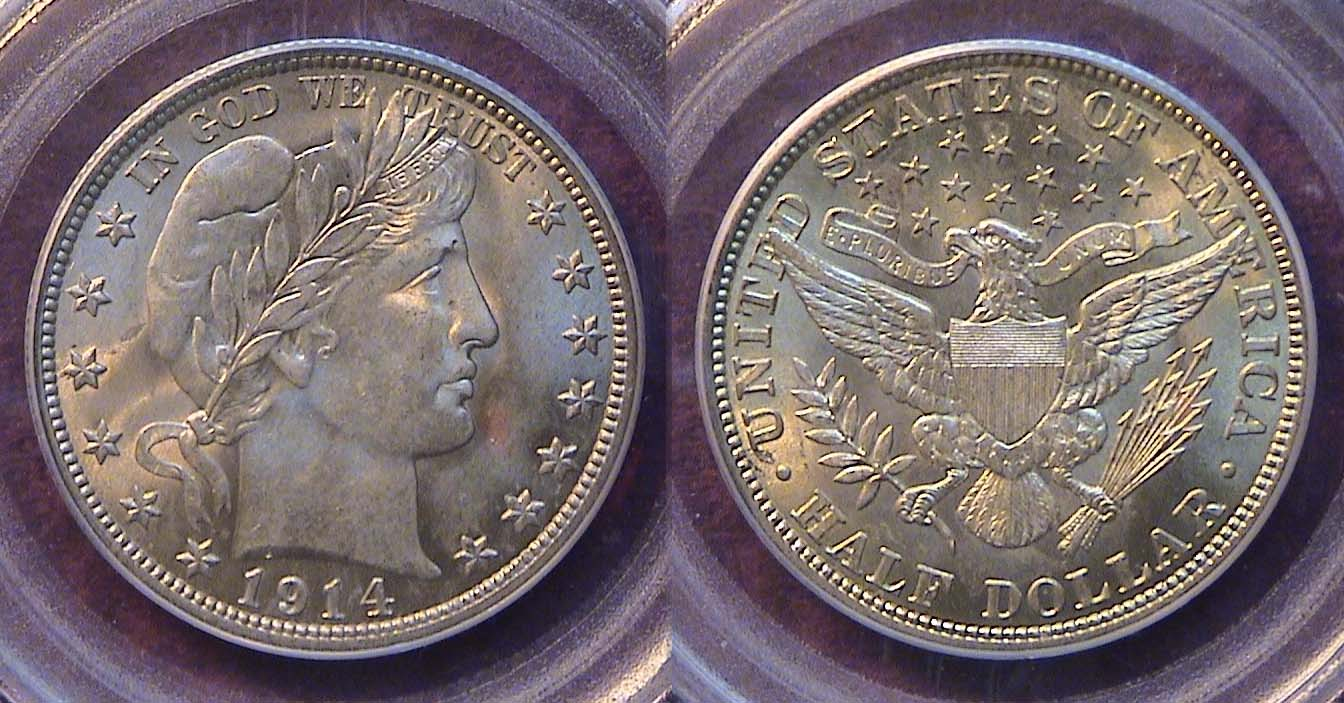 IN GOD WE TRUST
LIBERTY
1914
UNITED STATES OF AMERICA
E·PLURIBUS UNUM
HALF DOLLAR